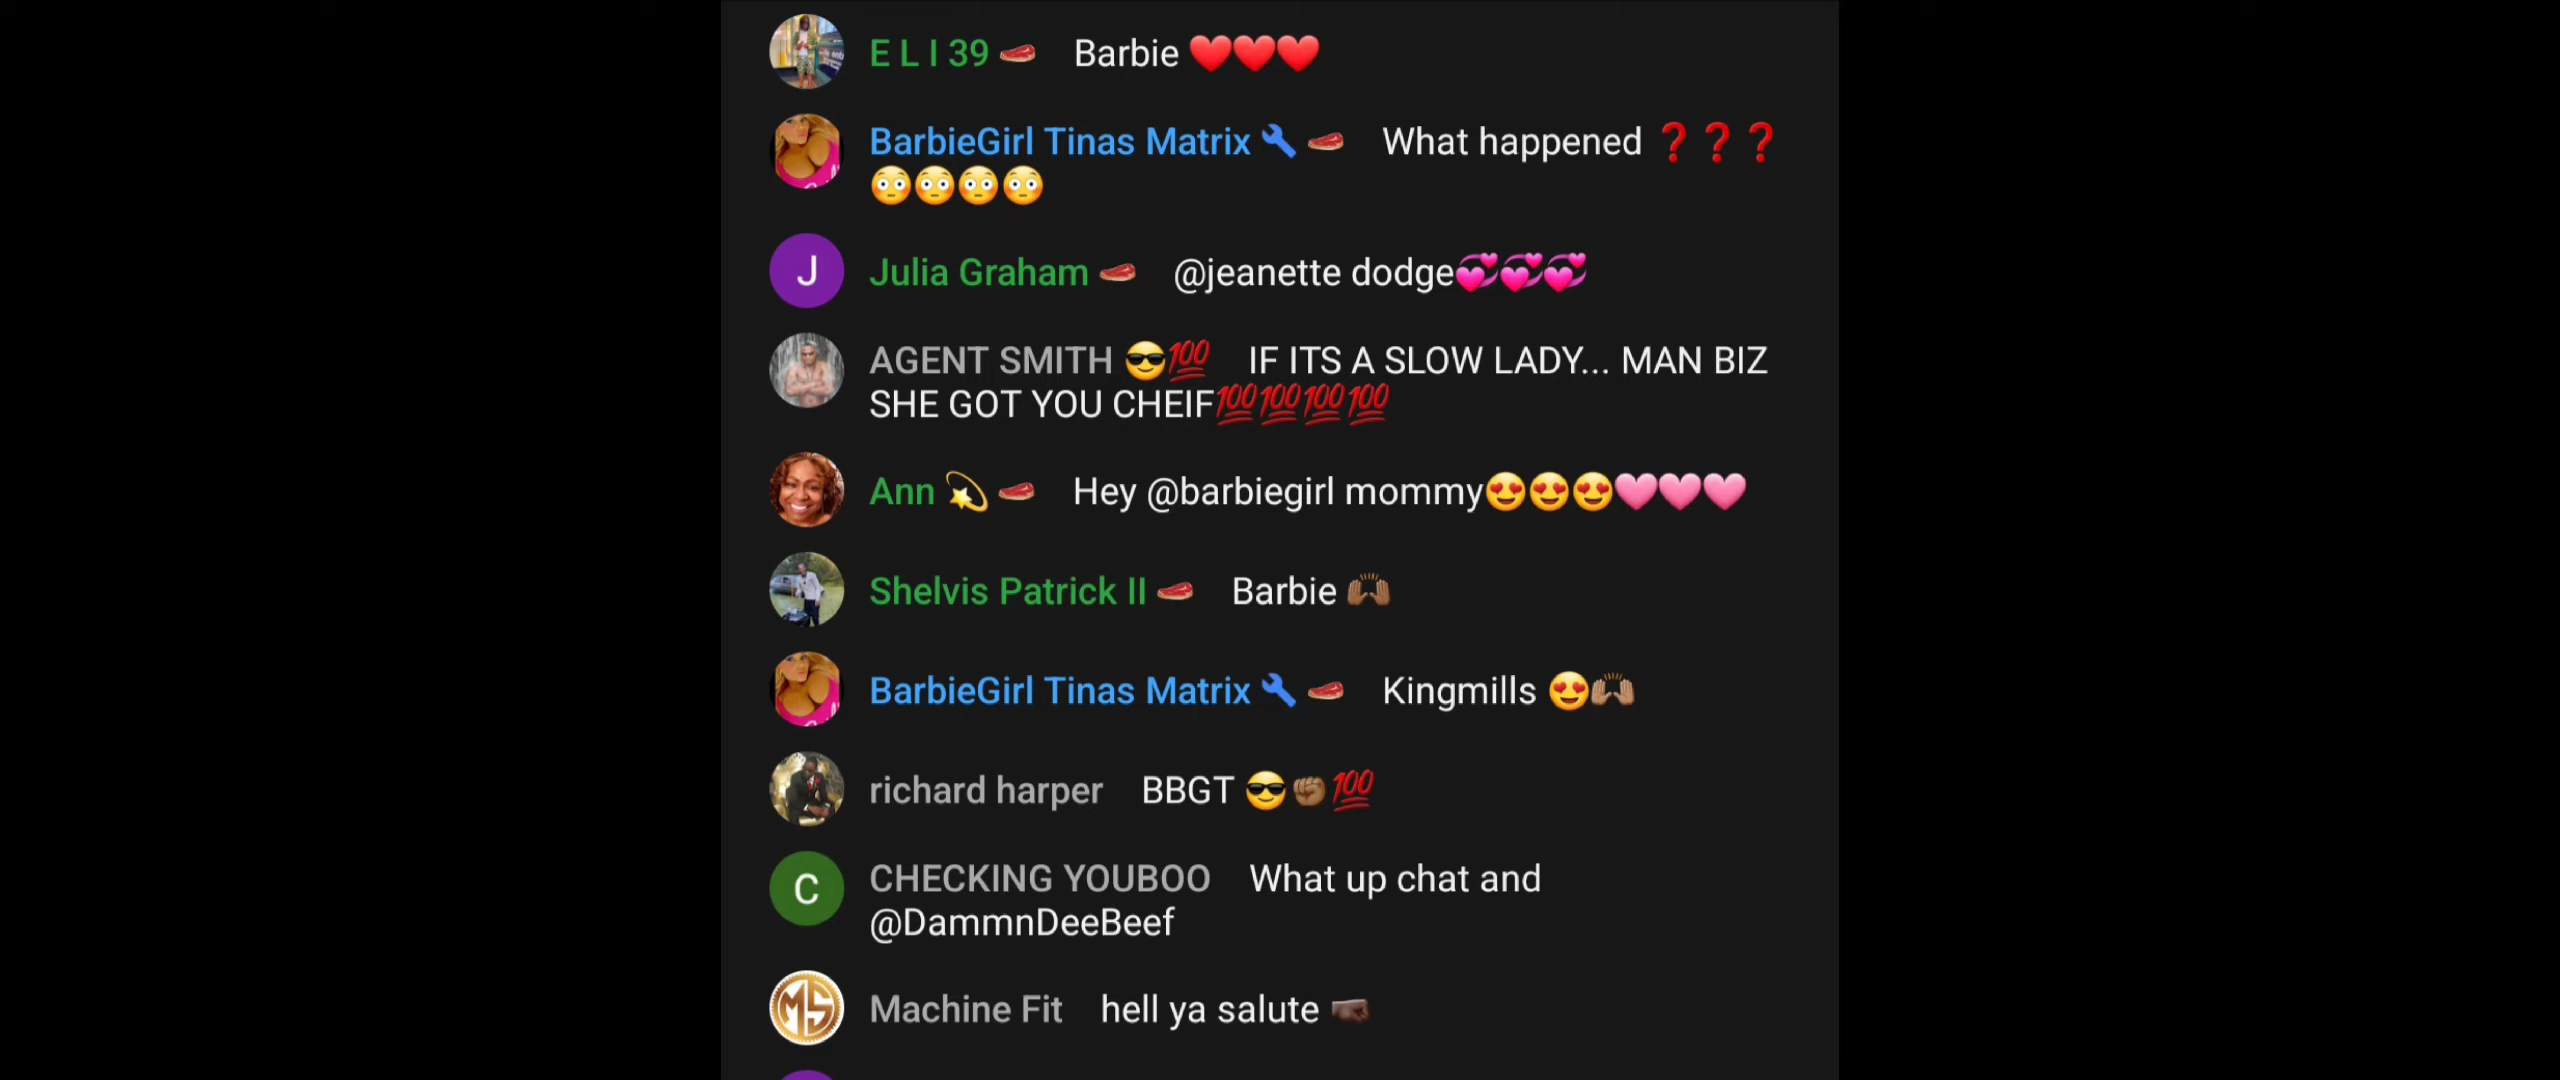 E L I 39 🥩 Barbie ❤️❤️❤️
BarbieGirl Tinas Matrix 🔧 🥩 What happened ❓❓❓
😳😳😳😳
J Julia Graham 🥩 @jeanette dodge💞💞💞
AGENT SMITH 😎💯 IF ITS A SLOW LADY... MAN BIZ
SHE GOT YOU CHEIF💯💯💯💯
Ann 💫 🥩 Hey @barbiegirl mommy😍😍😍🩷🩷🩷
Shelvis Patrick II 🥩 Barbie 🙌🏾
BarbieGirl Tinas Matrix 🔧 🥩 Kingmills 😍🙌🏽
richard harper BBGT 😎✊🏾💯
C CHECKING YOUBOO What up chat and
@DammnDeeBeef
MS Machine Fit hell ya salute 🤜🏿